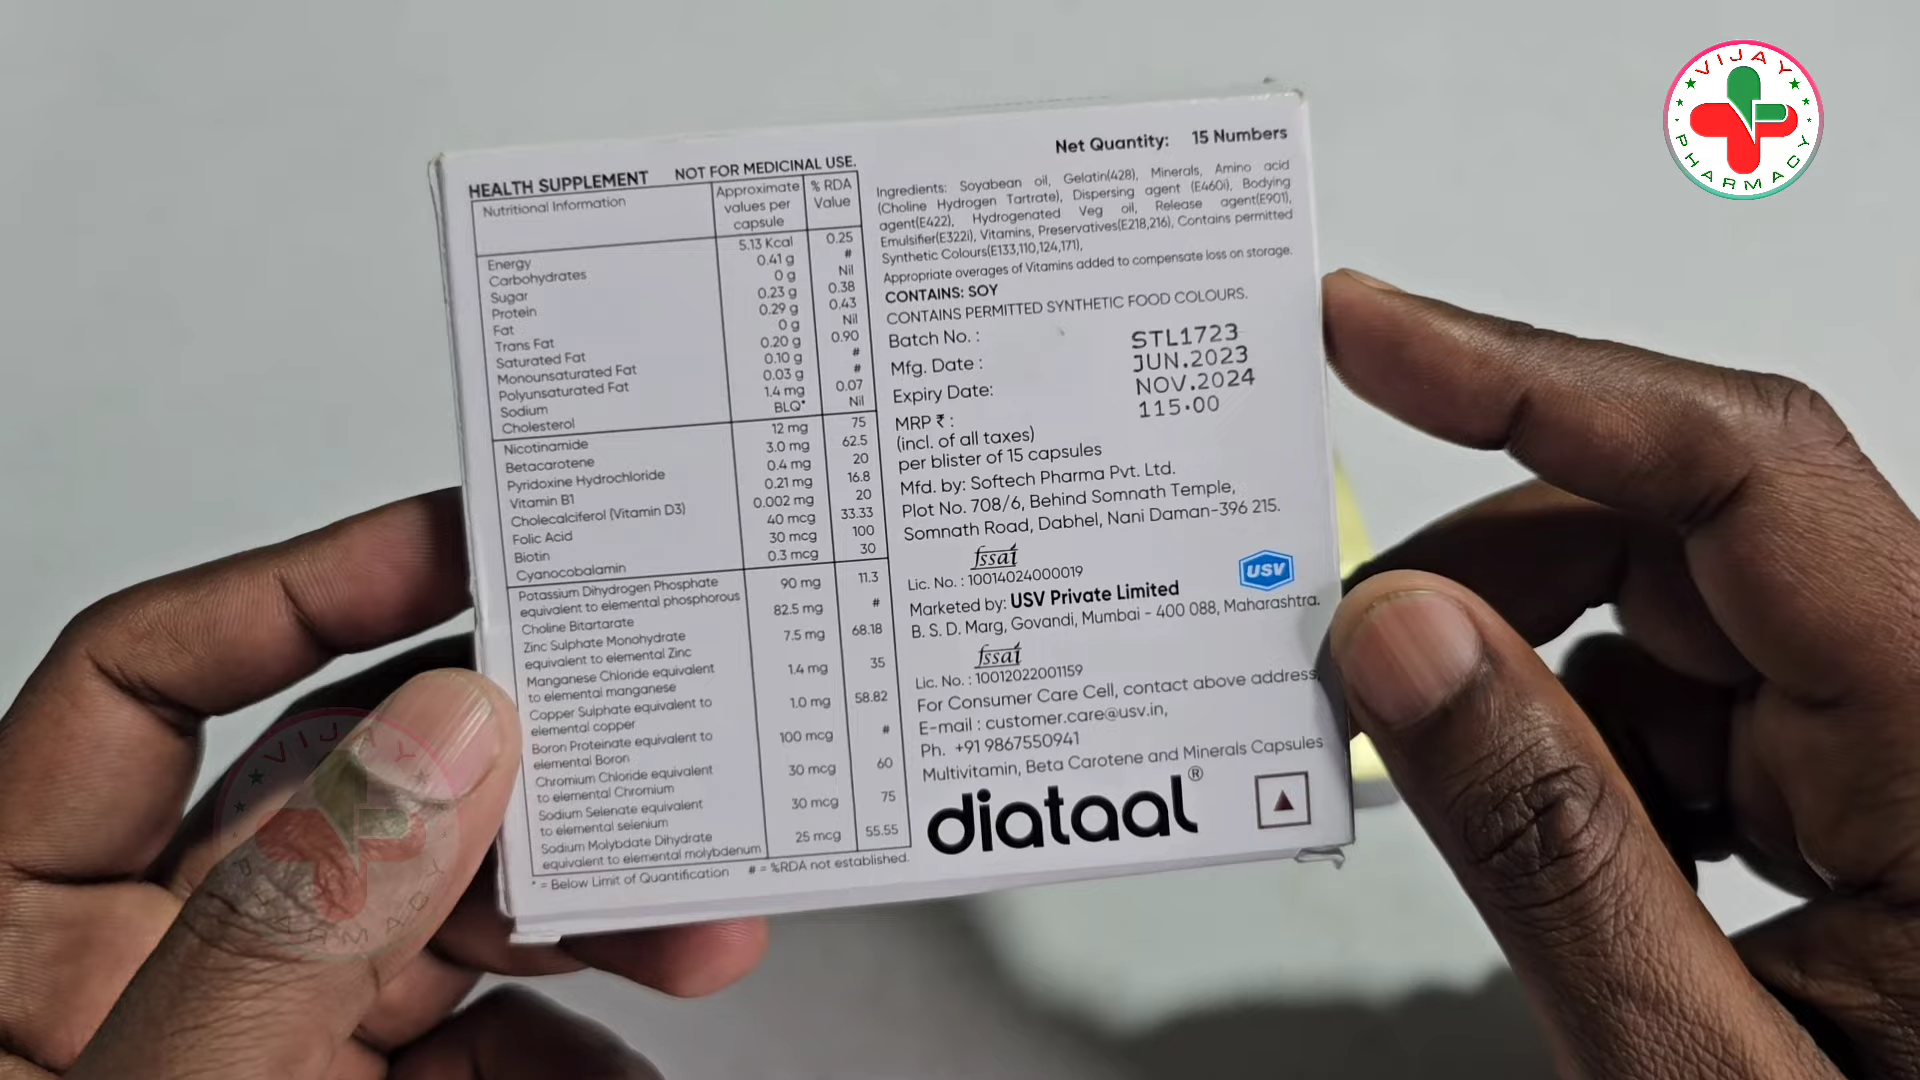 HEALTH SUPPLEMENT NOT FOR MEDICINAL USE.
Nutritional Information Approximate values per capsule % RDA Value
Energy 5.13 Kcal 0.25
Carbohydrates 0.41 g #
Sugar 0 g Nil
Protein 0.23 g 0.38
Fat 0.29 g 0.43
Trans Fat 0 g Nil
Saturated Fat 0.20 g 0.90
Monounsaturated Fat 0.10 g #
Polyunsaturated Fat 0.03 g #
Sodium 1.4 mg 0.07
Cholesterol BLQ* Nil
Nicotinamide 12 mg 75
Betacarotene 3.0 mg 62.5
Pyridoxine Hydrochloride 0.4 mg 20
Vitamin B1 0.21 mg 16.8
Cholecalciferol (Vitamin D3) 0.002 mg 20
Folic Acid 40 mcg 33.33
Biotin 30 mcg 100
Cyanocobalamin 0.3 mcg 30
Potassium Dihydrogen Phosphate
equivalent to elemental phosphorous 90 mg 11.3
Choline Bitartarate 82.5 mg #
Zinc Sulphate Monohydrate
equivalent to elemental Zinc 7.5 mg 68.18
Manganese Chloride equivalent
to elemental manganese 1.4 mg 35
Copper Sulphate equivalent to
elemental copper 1.0 mg 58.82
Boron Proteinate equivalent to
elemental Boron 100 mcg #
Chromium Chloride equivalent
to elemental Chromium 30 mcg 60
Sodium Selenate equivalent
to elemental selenium 30 mcg 75
Sodium Molybdate Dihydrate
equivalent to elemental molybdenum 25 mcg 55.55
* = Below Limit of Quantification # = %RDA not established.
Net Quantity: 15 Numbers
Ingredients: Soyabean oil, Gelatin(428), Minerals, Amino acid
(Choline Hydrogen Tartrate), Dispersing agent (E460i), Bodying
agent(E422), Hydrogenated Veg oil, Release agent(E901),
Emulsifier(E322i), Vitamins, Preservatives(E218,216), Contains permitted
Synthetic Colours(E133,110,124,171),
Appropriate overages of Vitamins added to compensate loss on storage.
CONTAINS: SOY
CONTAINS PERMITTED SYNTHETIC FOOD COLOURS.
Batch No. : STL1723
Mfg. Date : JUN.2023
Expiry Date: NOV.2024
MRP ₹ : 115.00
(incl. of all taxes)
per blister of 15 capsules
Mfd. by: Softech Pharma Pvt. Ltd.
Plot No. 708/6, Behind Somnath Temple,
Somnath Road, Dabhel, Nani Daman-396 215.
fssai
Lic. No. : 10014024000019
USV
Marketed by: USV Private Limited
B. S. D. Marg, Govandi, Mumbai - 400 088, Maharashtra.
fssai
Lic. No. : 10012022001159
For Consumer Care Cell, contact above address,
E-mail : customer.care@usv.in,
Ph. +91 9867550941
Multivitamin, Beta Carotene and Minerals Capsules
diataal®
VIJAY
PHARMACY
VIJAY
PHARMACY